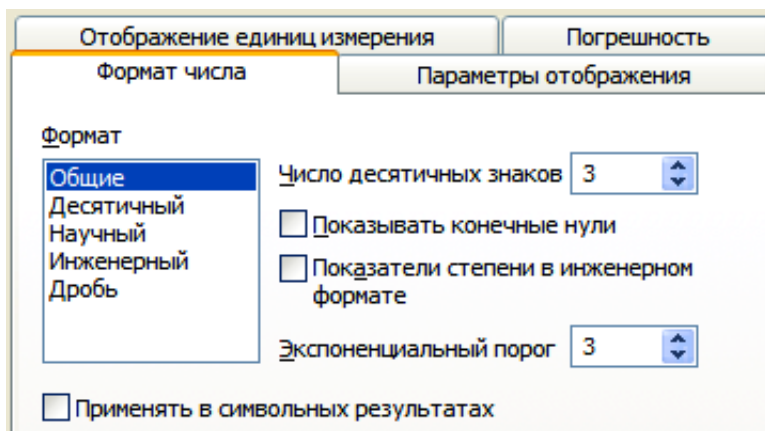 Отображение единиц измерения
Погрешность
Формат числа
Параметры отображения
Формат
Общие
Десятичный
Научный
Инженерный
Дробь
Число десятичных знаков 3
Показывать конечные нули
Показатели степени в инженерном
формате
Экспоненциальный порог 3
Применять в символьных результатах